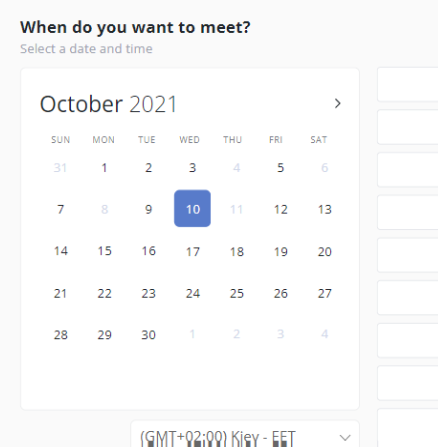 When do you want to meet?
Select a date and time
October 2021
SUN MON TUE WED THU FRI SAT
31 1 2 3 4 5 6
7 8 9 10 11 12 13
14 15 16 17 18 19 20
21 22 23 24 25 26 27
28 29 30 1 2 3 4
(GMT+02:00) Kiev - EET